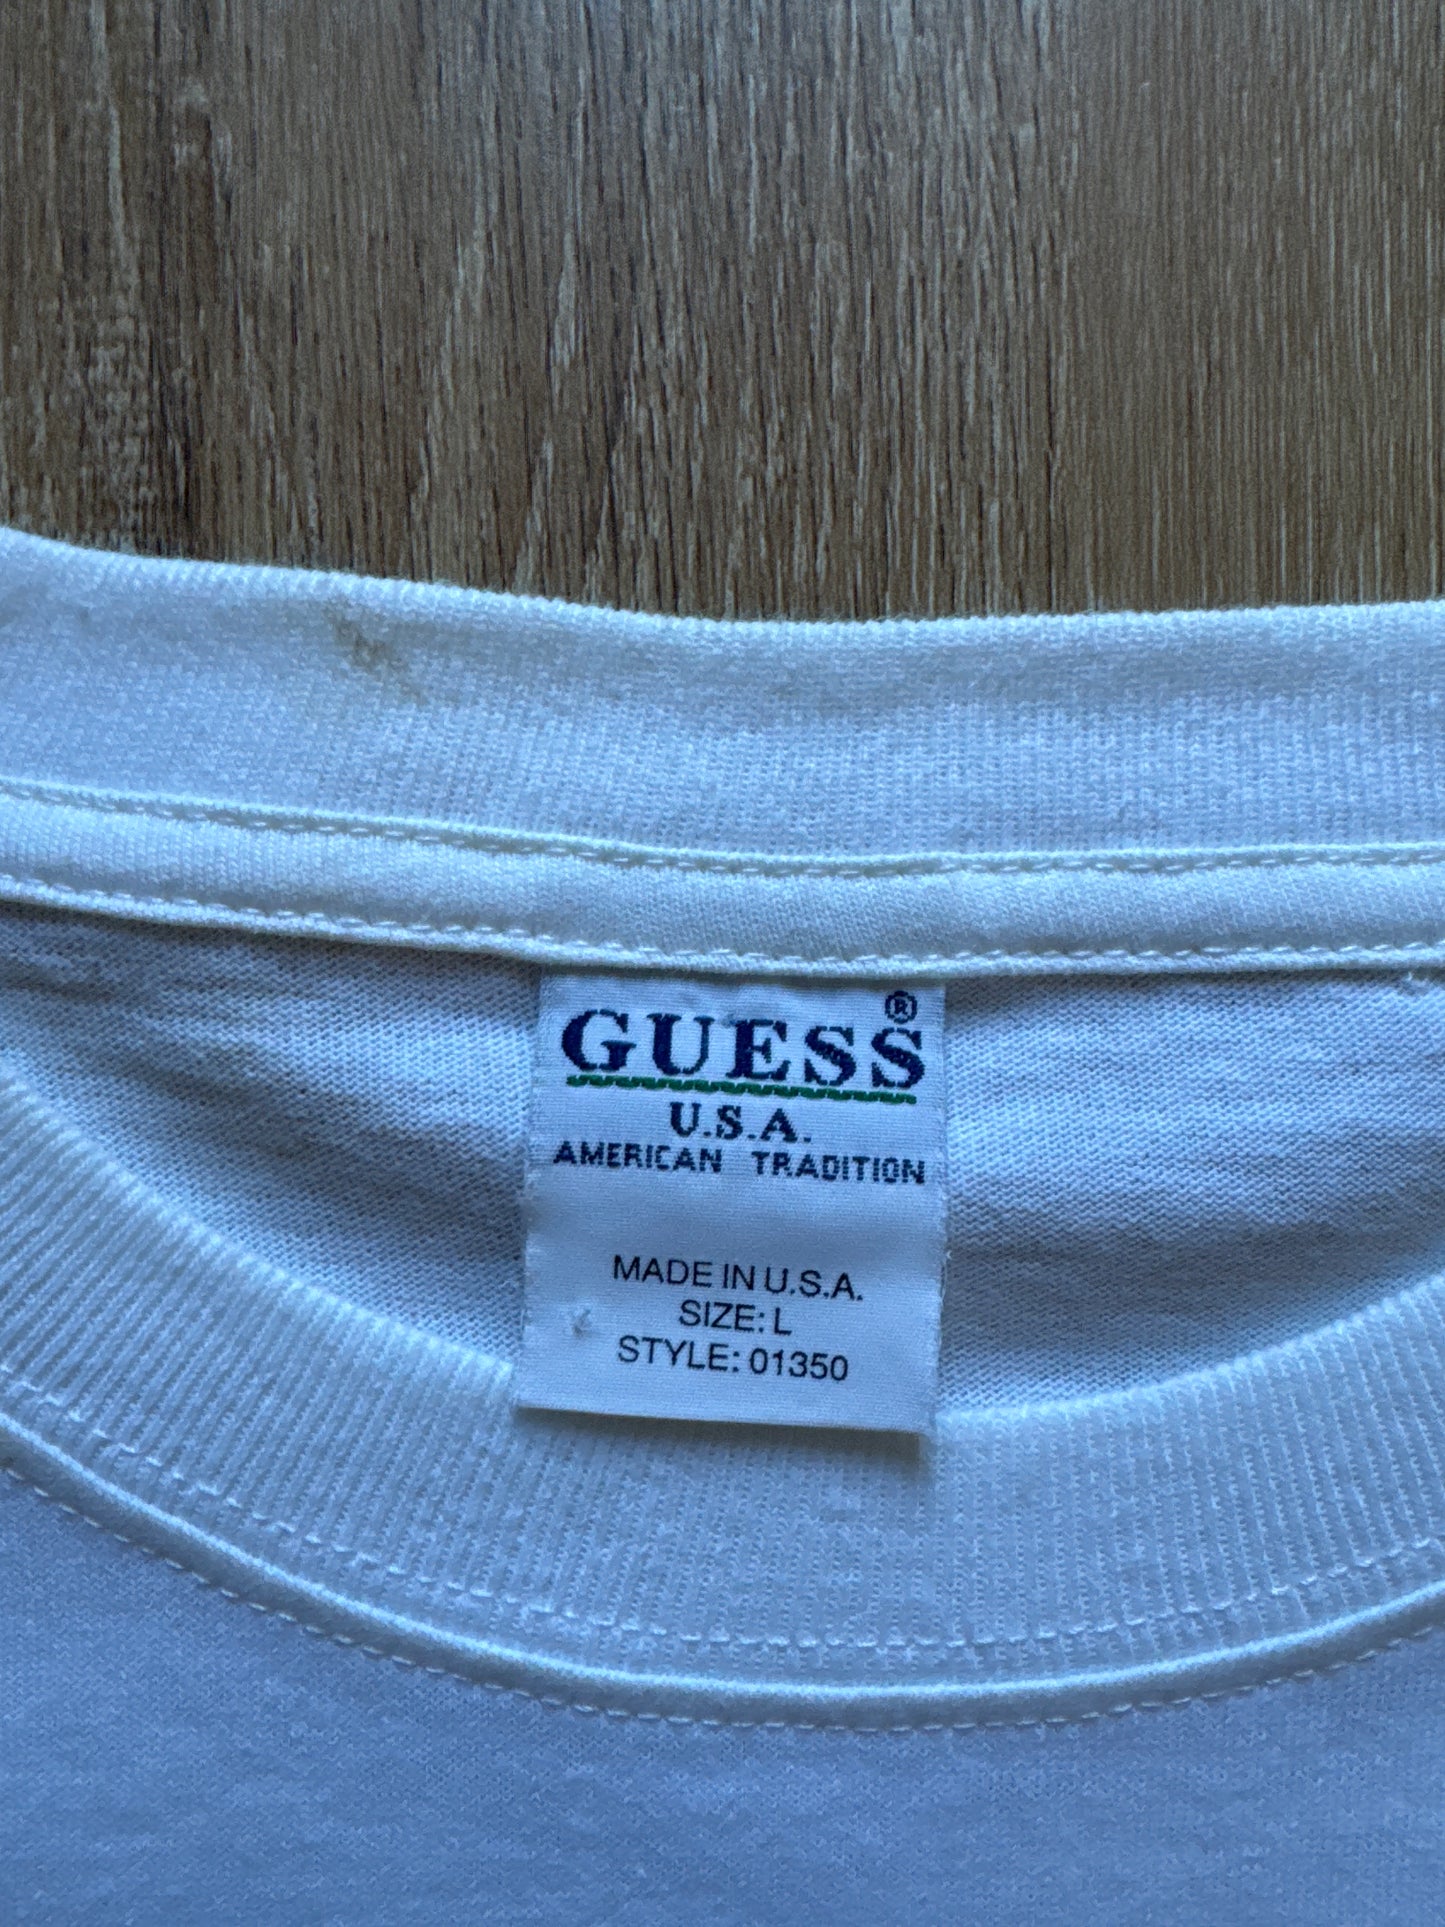 GUESS®
U.S.A.
AMERICAN TRADITION
MADE IN U.S.A.
SIZE: L
STYLE: 01350